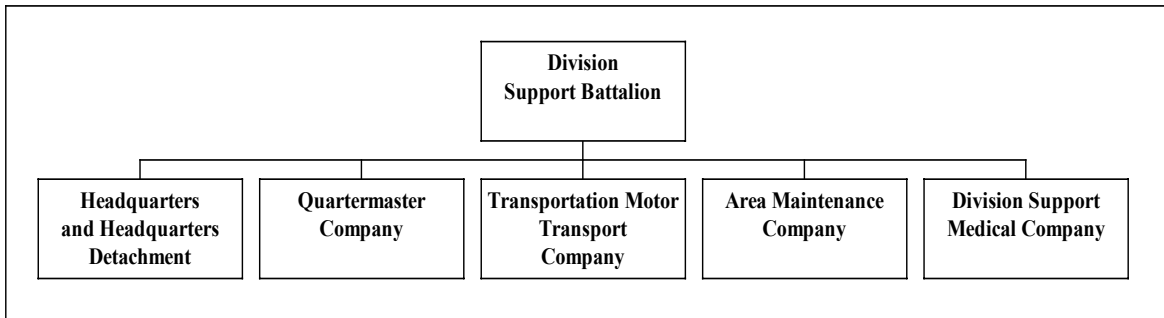 Division
Support Battalion
Headquarters
and Headquarters
Detachment
Quartermaster
Company
Transportation Motor
Transport
Company
Area Maintenance
Company
Division Support
Medical Company